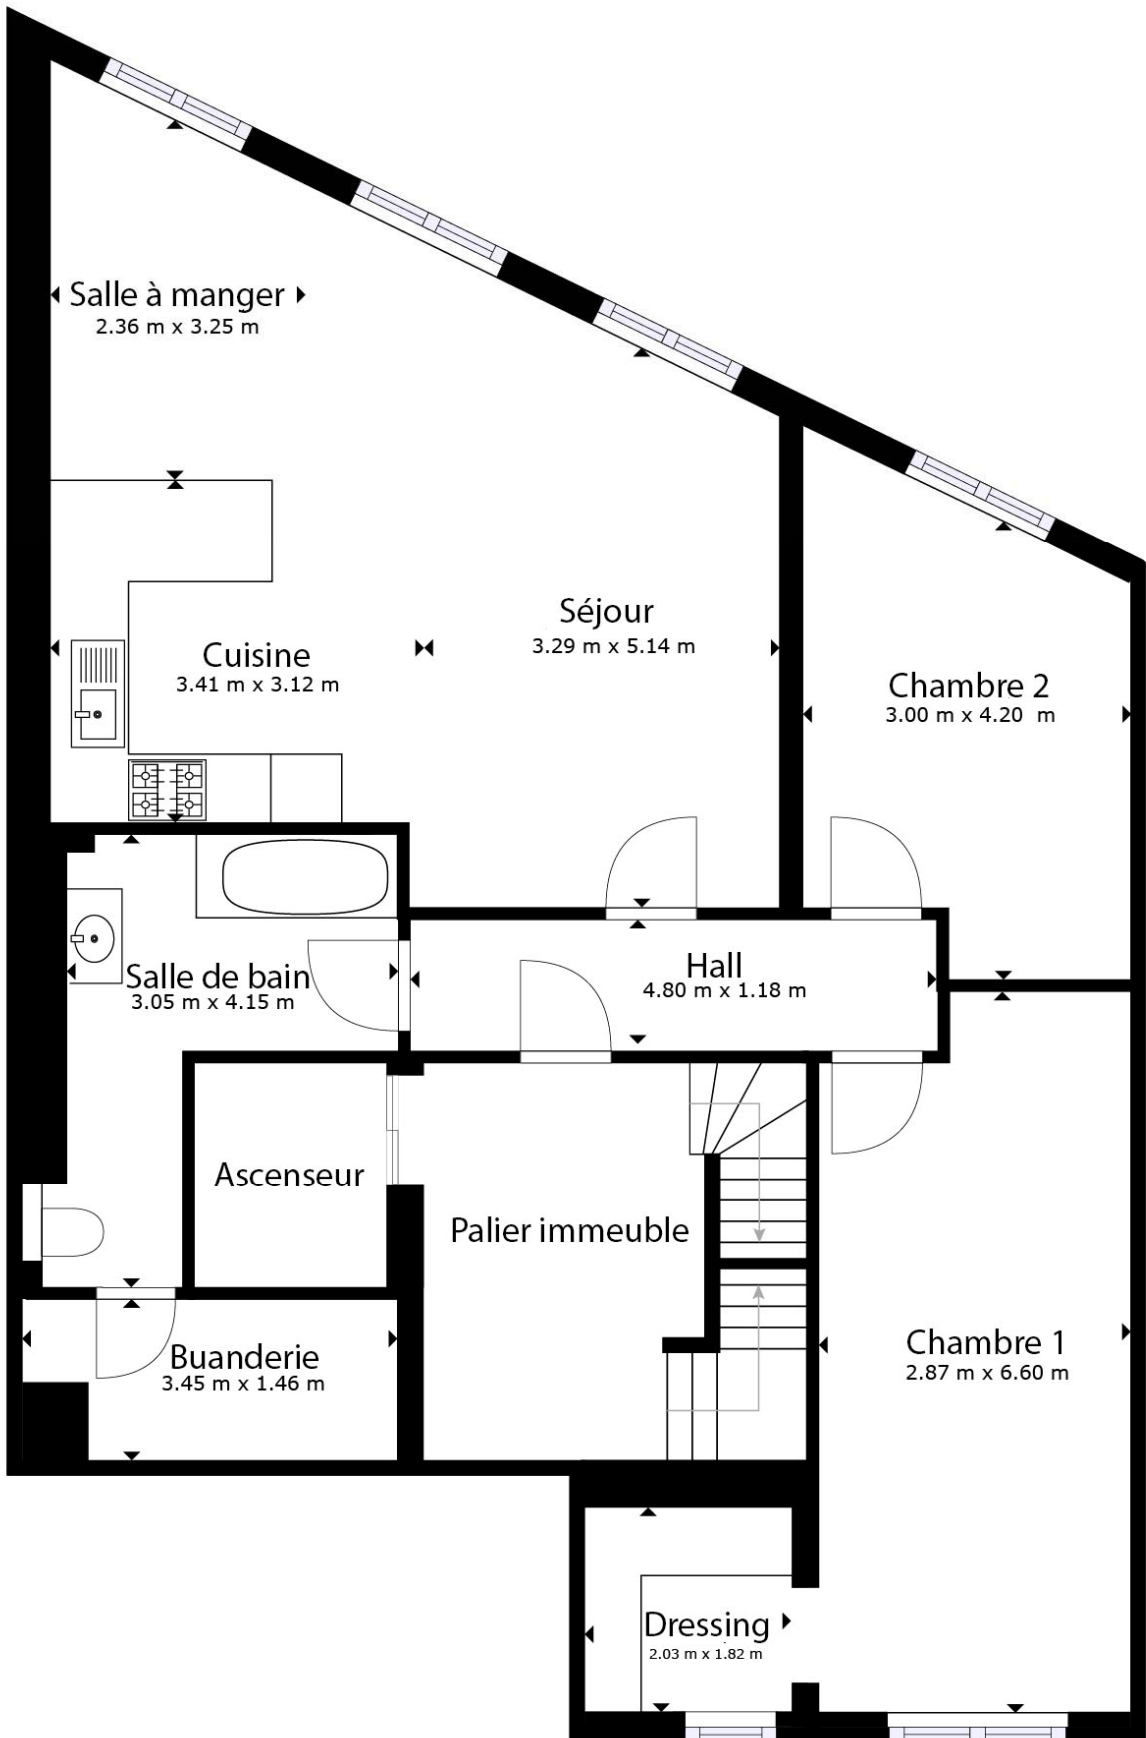 Salle à manger
2.36 m x 3.25 m
Séjour
3.29 m x 5.14 m
Cuisine
3.41 m x 3.12 m
Chambre 2
3.00 m x 4.20 m
Hall
4.80 m x 1.18 m
Salle de bain
3.05 m x 4.15 m
Ascenseur
Palier immeuble
Chambre 1
2.87 m x 6.60 m
Buanderie
3.45 m x 1.46 m
Dressing
2.03 m x 1.82 m